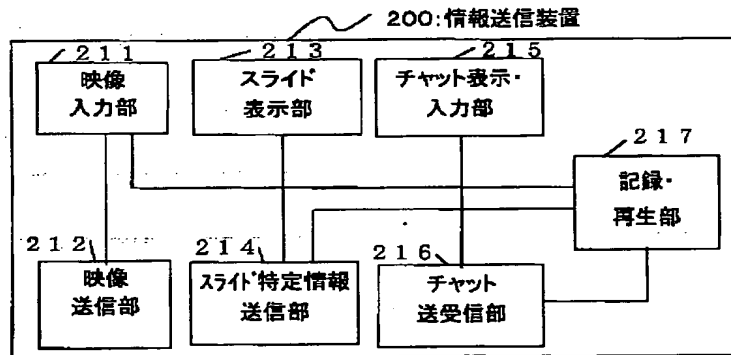 200:情報送信装置
211
映像
入力部
213
スライド
表示部
215
チャット表示・
入力部
217
記録・
再生部
212
映像
送信部
214
スライド特定情報
送信部
216
チャット
送受信部